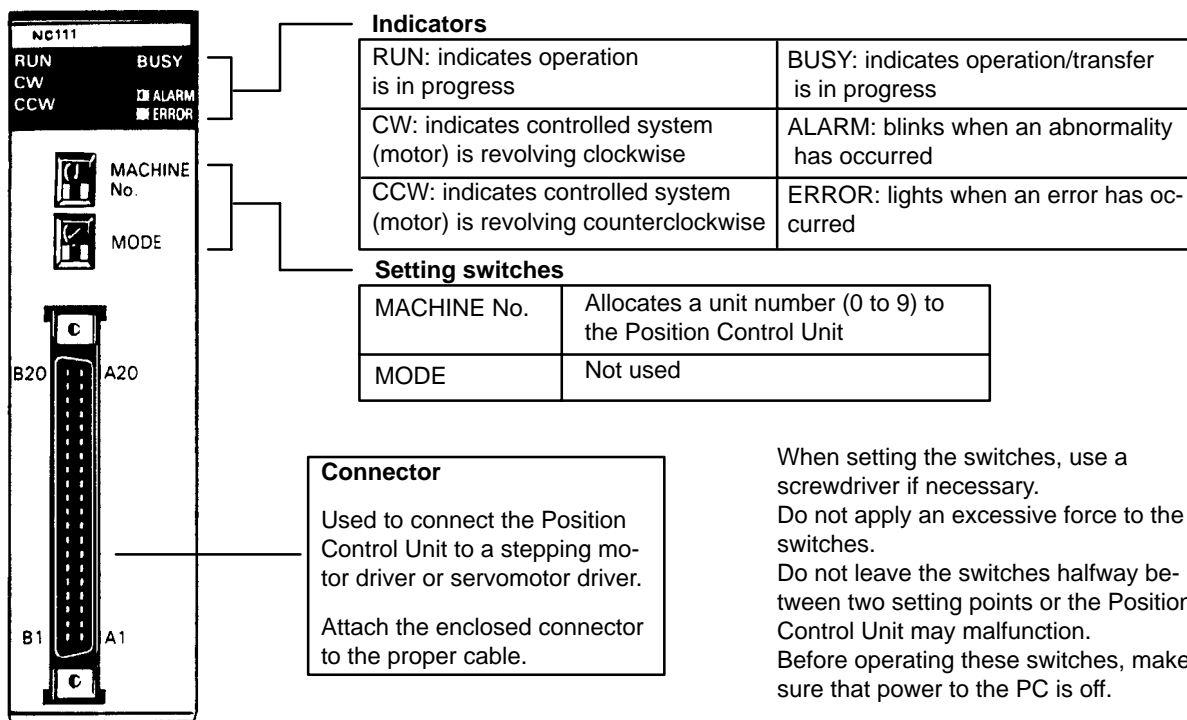 NC111
RUN BUSY
CW
CCW ALARM
ERROR
MACHINE
No.
MODE
B20 A20
B1 A1
Indicators
RUN: indicates operation
is in progress
BUSY: indicates operation/transfer
is in progress
CW: indicates controlled system
(motor) is revolving clockwise
ALARM: blinks when an abnormality
has occurred
CCW: indicates controlled system
(motor) is revolving counterclockwise
ERROR: lights when an error has oc-
curred
Setting switches
MACHINE No.
Allocates a unit number (0 to 9) to
the Position Control Unit
MODE
Not used
Connector
Used to connect the Position
Control Unit to a stepping mo-
tor driver or servomotor driver.
Attach the enclosed connector
to the proper cable.
When setting the switches, use a
screwdriver if necessary.
Do not apply an excessive force to the
switches.
Do not leave the switches halfway be-
tween two setting points or the Position
Control Unit may malfunction.
Before operating these switches, make
sure that power to the PC is off.